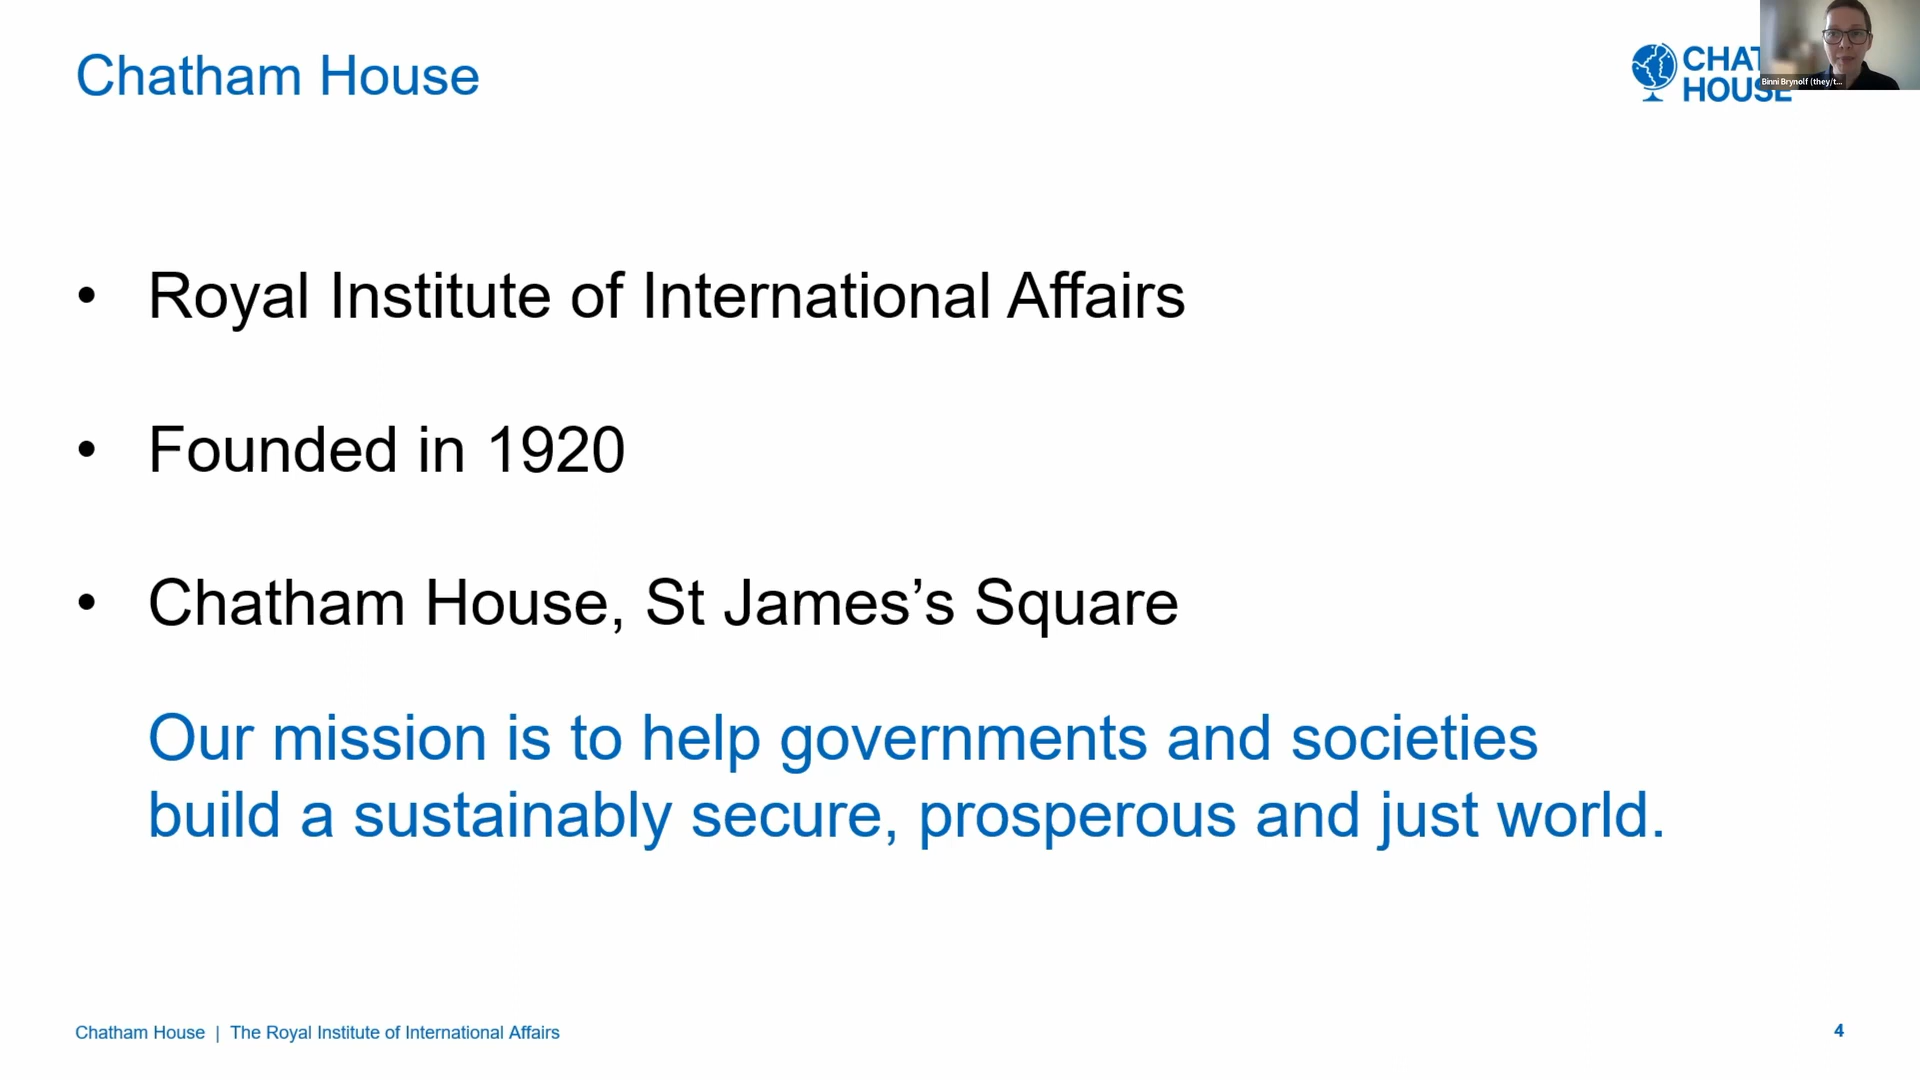 Chatham House
CHAT
HOUSE
Binni Brynolf (they/t...
• Royal Institute of International Affairs
• Founded in 1920
• Chatham House, St James’s Square
Our mission is to help governments and societies
build a sustainably secure, prosperous and just world.
Chatham House | The Royal Institute of International Affairs
4